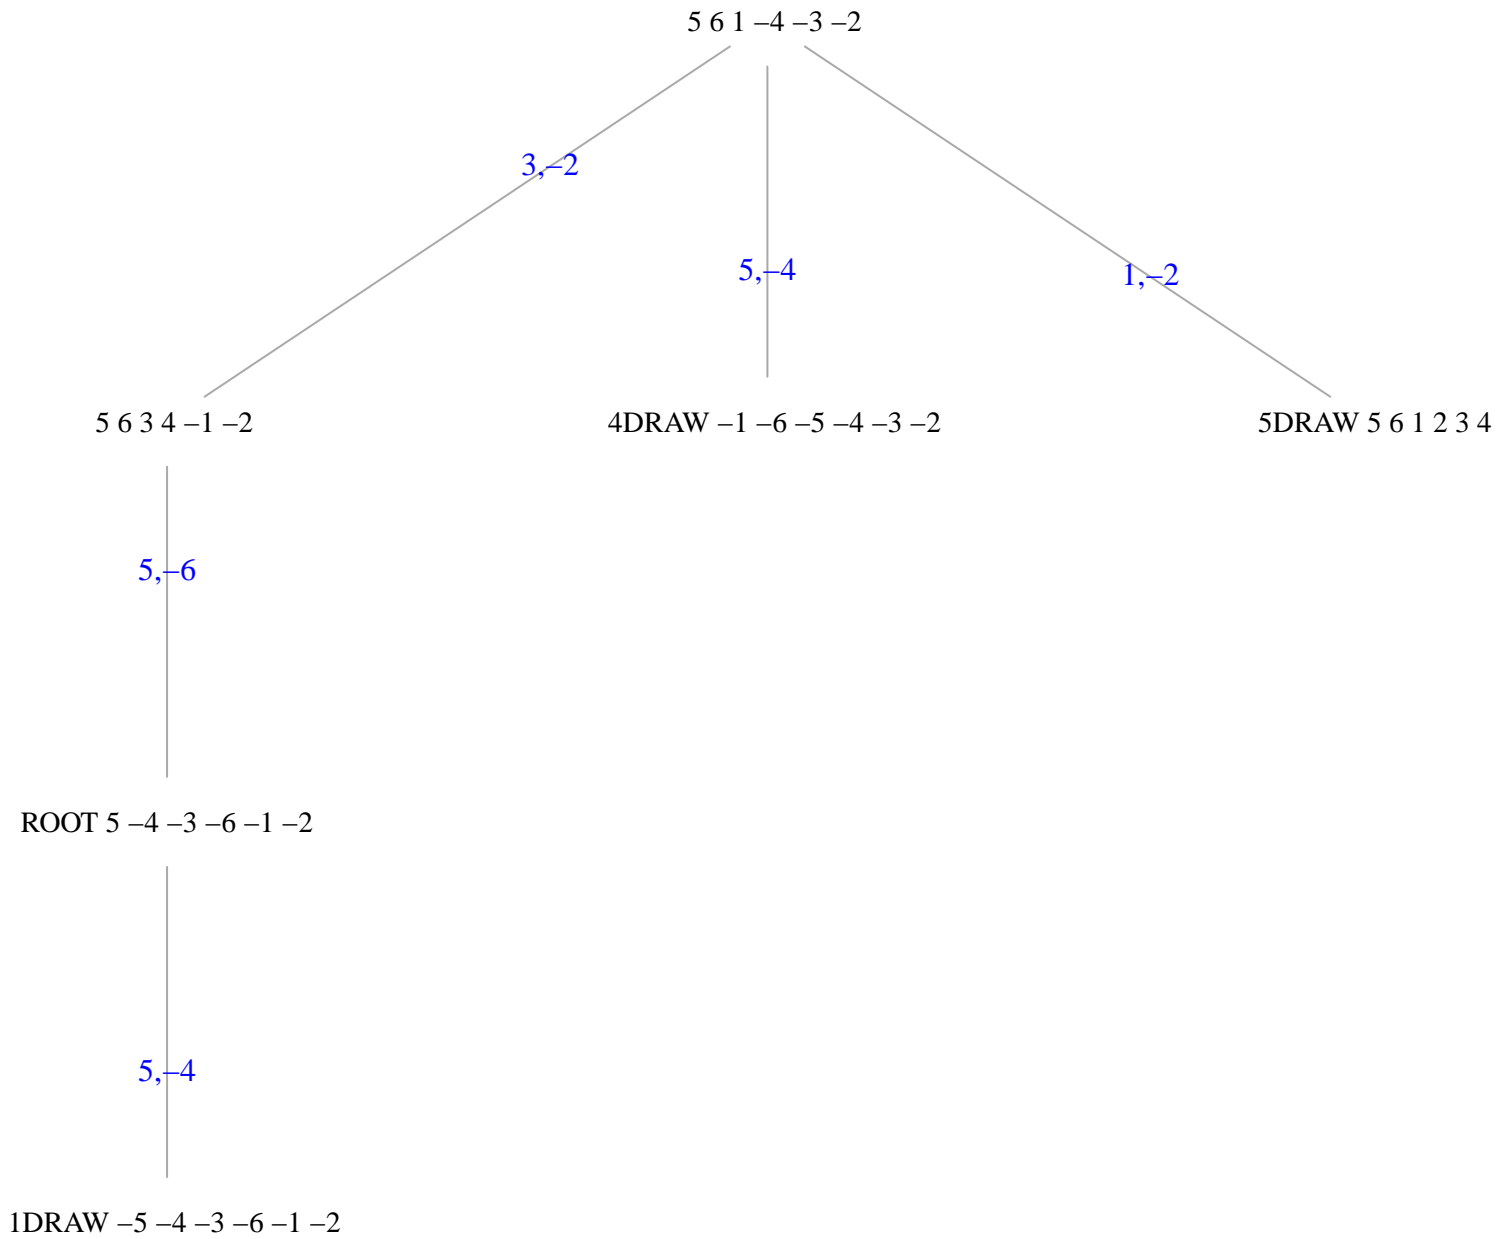 5 6 1 –4 –3 –2
3,–2
5,–4
1,–2
5 6 3 4 –1 –2
4DRAW –1 –6 –5 –4 –3 –2
5DRAW 5 6 1 2 3 4
5,–6
ROOT 5 –4 –3 –6 –1 –2
5,–4
1DRAW –5 –4 –3 –6 –1 –2